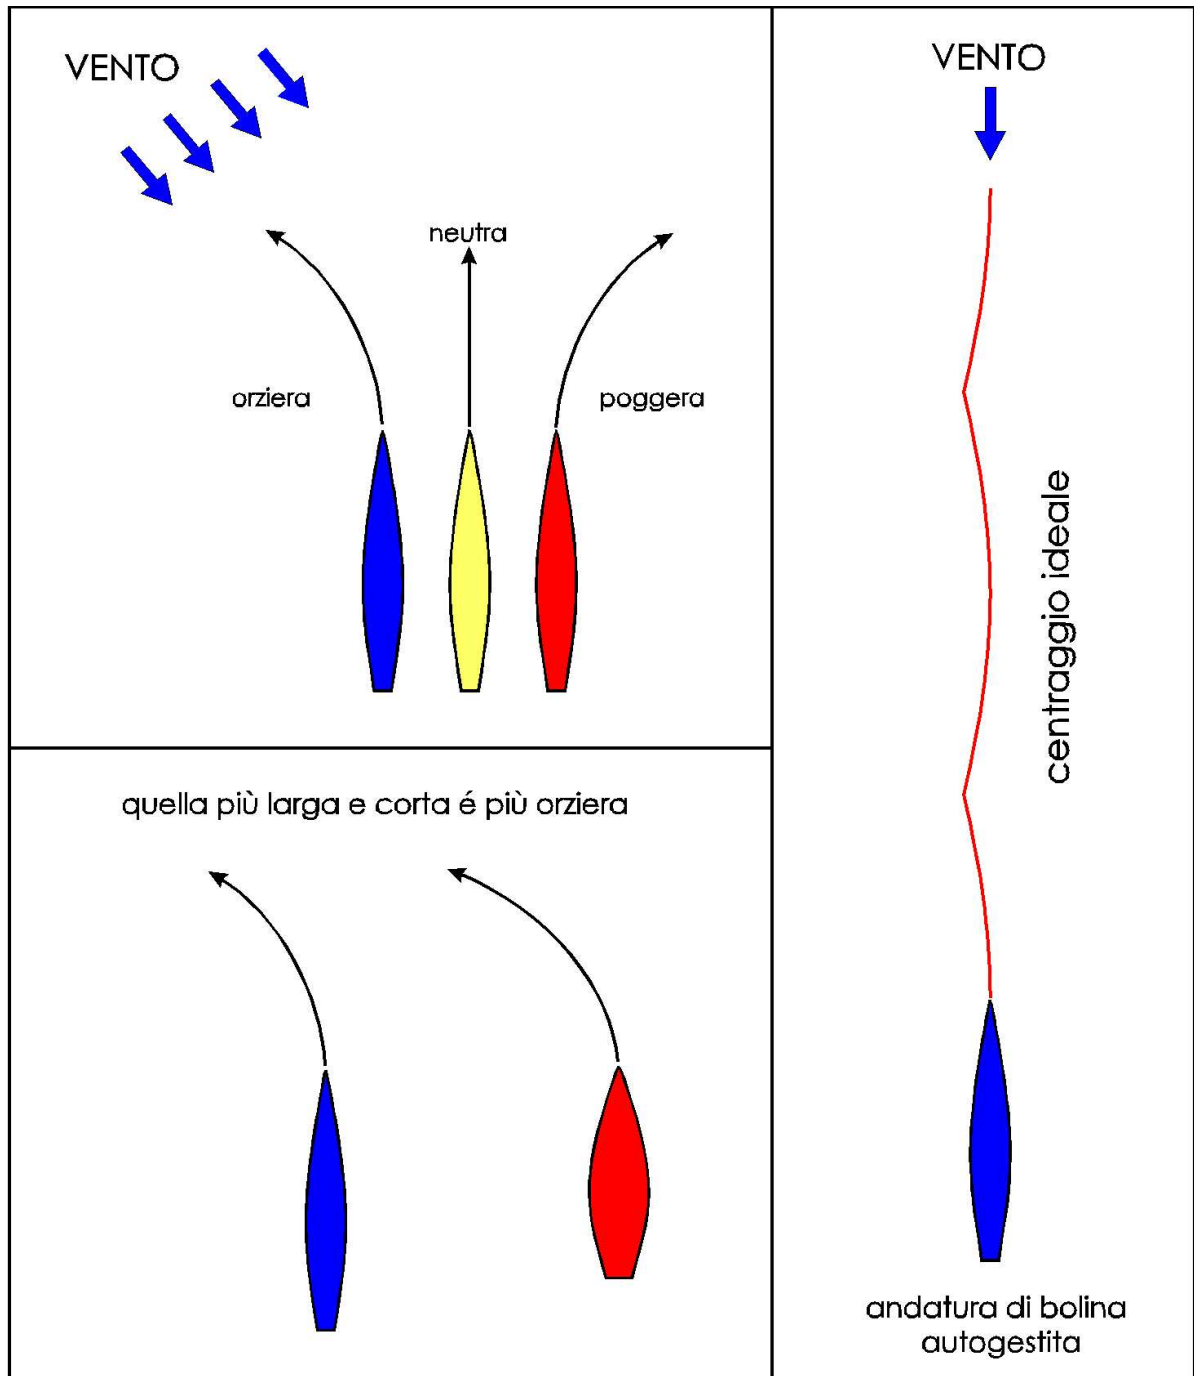 VENTO
neutra
orziera
poggera
quella più larga e corta é più orziera
VENTO
centraggio ideale
andatura di bolina
autogestita